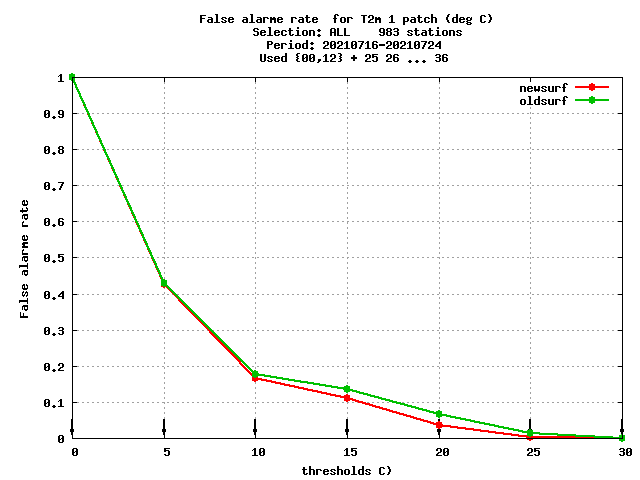 False alarme rate  for T2m 1 patch (deg C)
Selection: ALL    983 stations
Period: 20210716-20210724
Used {00,12} + 25 26 ... 36
newsurf
oldsurf
1
0.9
0.8
0.7
0.6
0.5
0.4
0.3
0.2
0.1
0
False alarme rate
0 5 10 15 20 25 30
thresholds C)